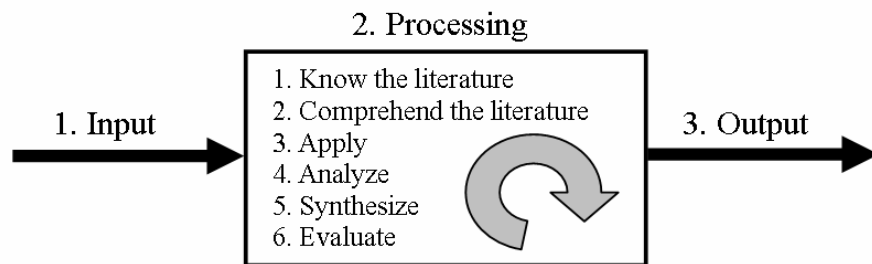 2. Processing
1. Input
1. Know the literature
2. Comprehend the literature
3. Apply
4. Analyze
5. Synthesize
6. Evaluate
3. Output